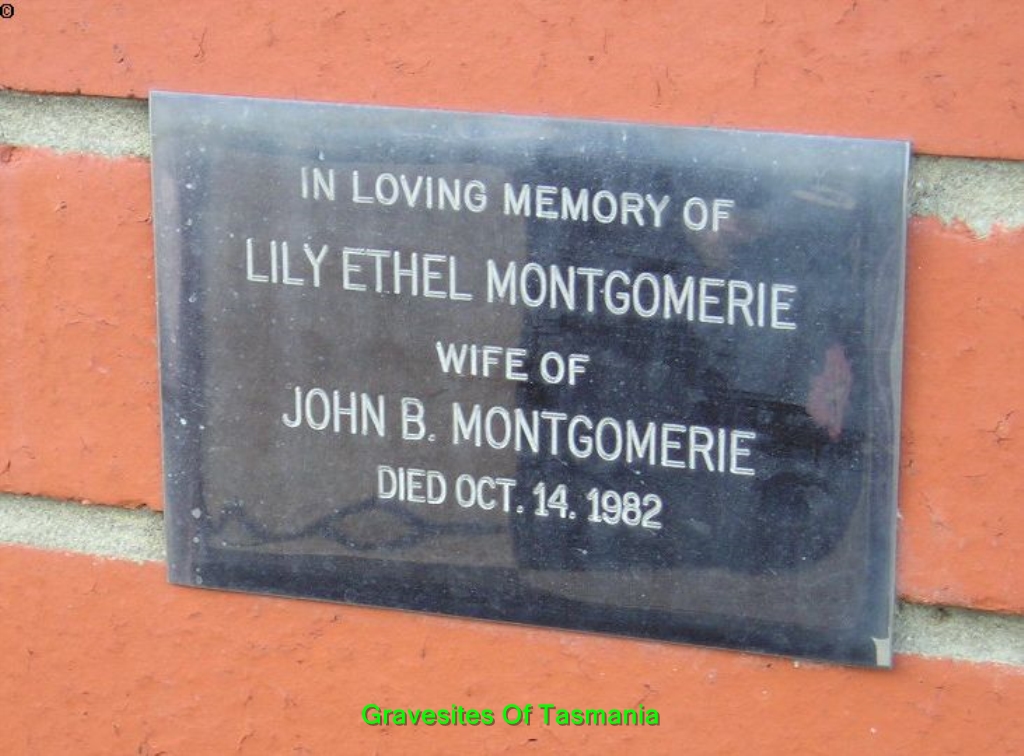 ©
IN LOVING MEMORY OF
LILY ETHEL MONTGOMERIE
WIFE OF
JOHN B. MONTGOMERIE
DIED OCT. 14. 1982
Gravesites Of Tasmania